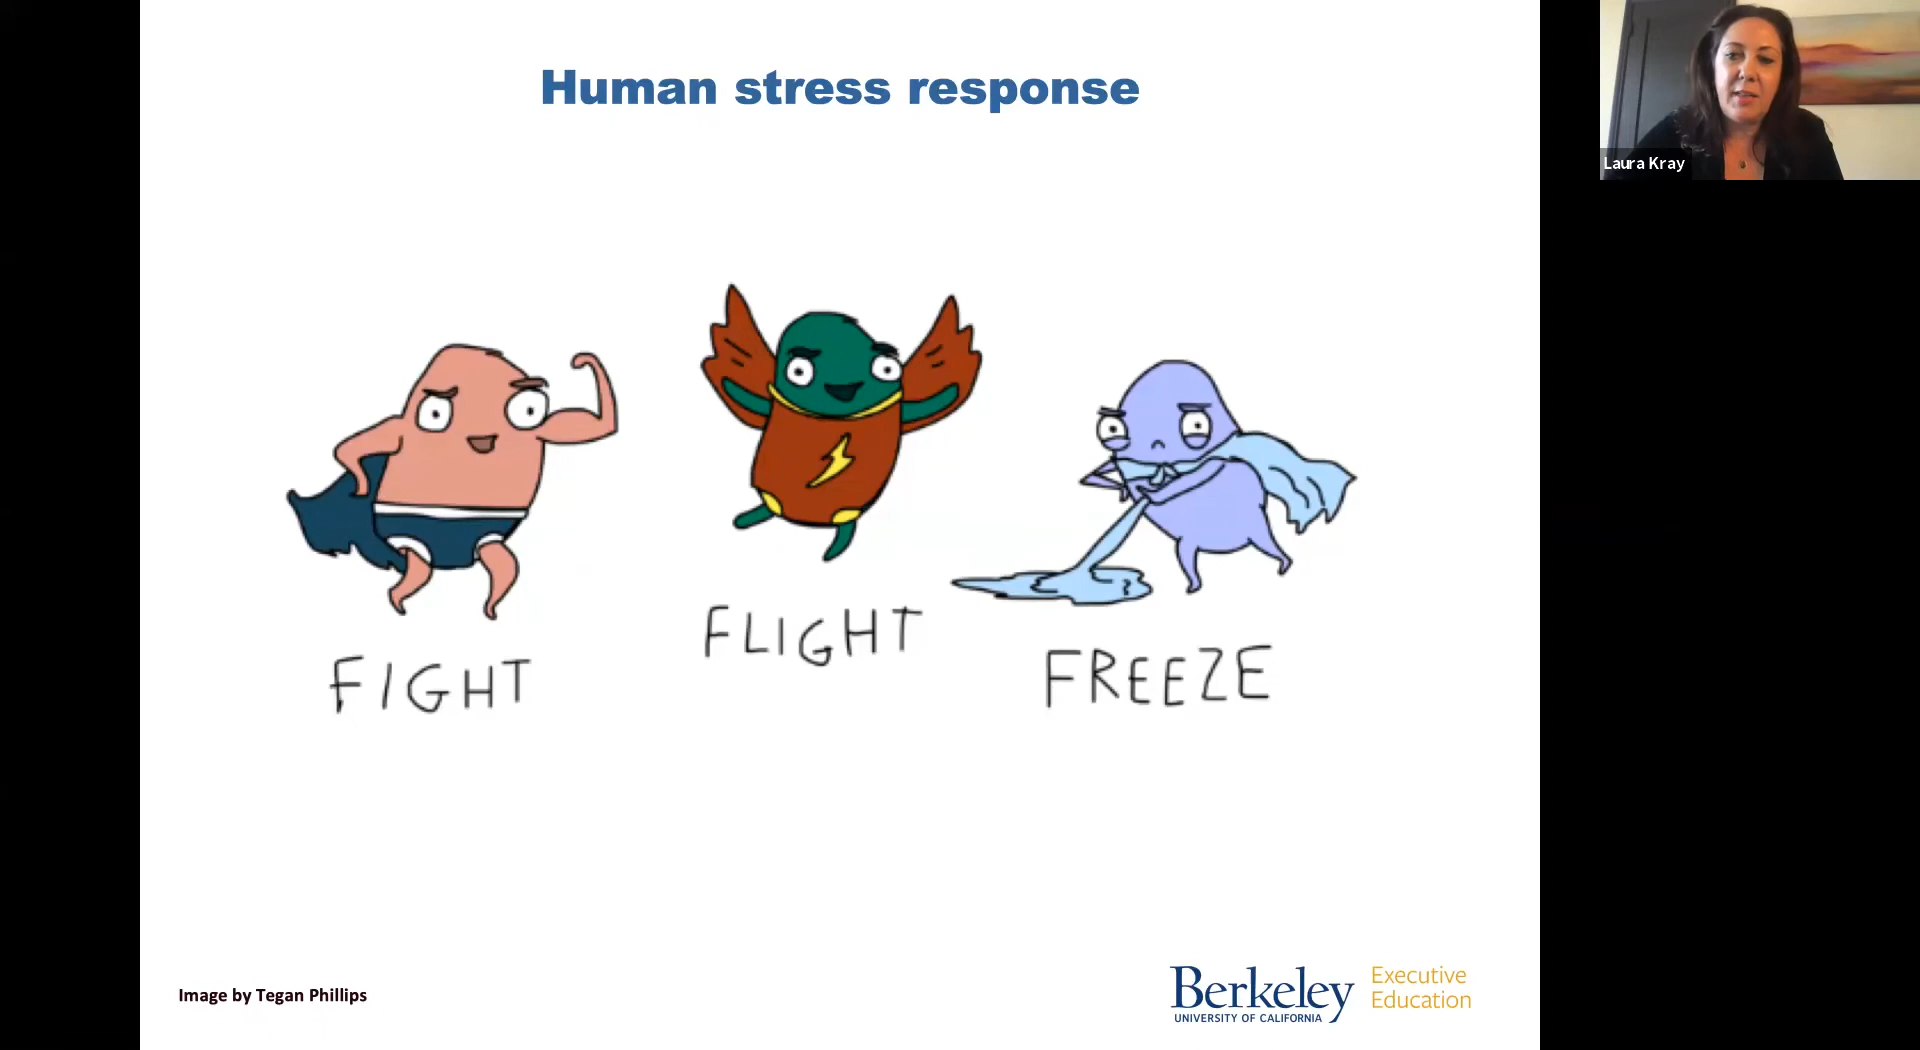 Human stress response
Laura Kray
FIGHT
FLIGHT
FREEZE
Image by Tegan Phillips
Berkeley
UNIVERSITY OF CALIFORNIA
Executive
Education